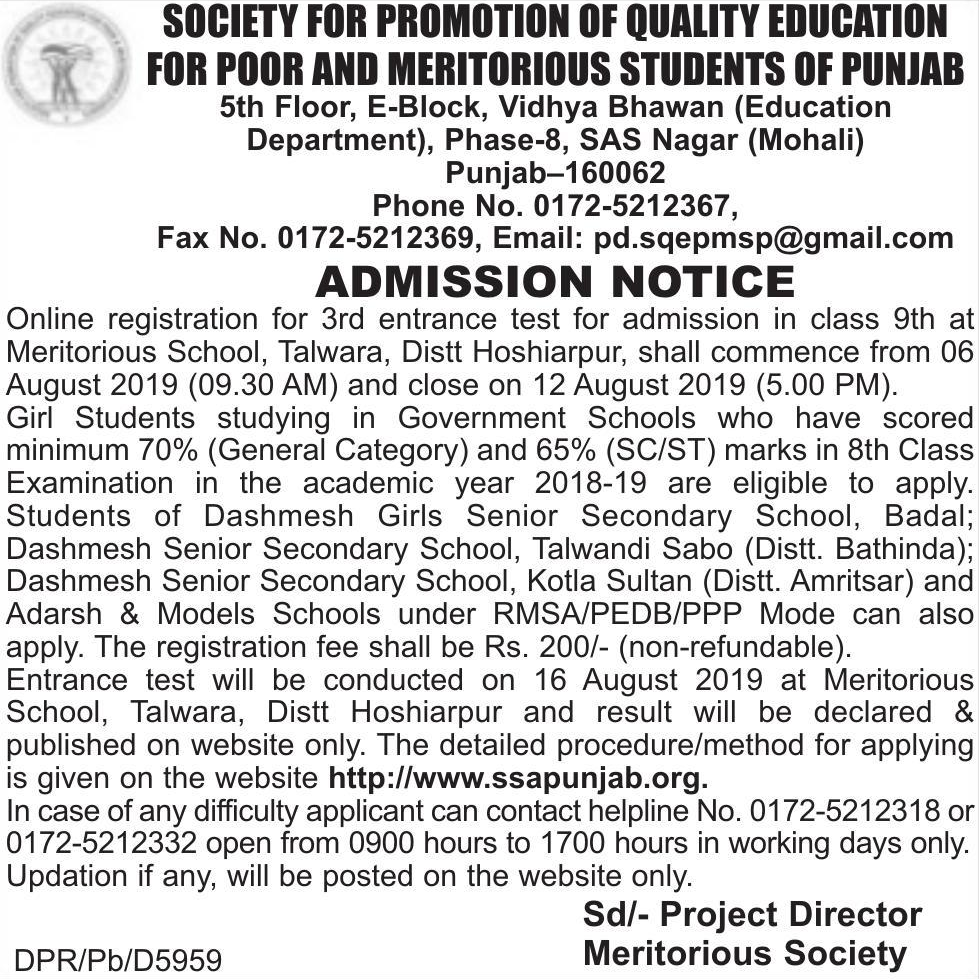 SOCIETY FOR PROMOTION OF QUALITY EDUCATION
FOR POOR AND MERITORIOUS STUDENTS OF PUNJAB
5th Floor, E-Block, Vidhya Bhawan (Education
Department), Phase-8, SAS Nagar (Mohali)
Punjab–160062
Phone No. 0172-5212367,
Fax No. 0172-5212369, Email: pd.sqepmsp@gmail.com
ADMISSION NOTICE
Online registration for 3rd entrance test for admission in class 9th at
Meritorious School, Talwara, Distt Hoshiarpur, shall commence from 06
August 2019 (09.30 AM) and close on 12 August 2019 (5.00 PM).
Girl Students studying in Government Schools who have scored
minimum 70% (General Category) and 65% (SC/ST) marks in 8th Class
Examination in the academic year 2018-19 are eligible to apply.
Students of Dashmesh Girls Senior Secondary School, Badal;
Dashmesh Senior Secondary School, Talwandi Sabo (Distt. Bathinda);
Dashmesh Senior Secondary School, Kotla Sultan (Distt. Amritsar) and
Adarsh & Models Schools under RMSA/PEDB/PPP Mode can also
apply. The registration fee shall be Rs. 200/- (non-refundable).
Entrance test will be conducted on 16 August 2019 at Meritorious
School, Talwara, Distt Hoshiarpur and result will be declared &
published on website only. The detailed procedure/method for applying
is given on the website http://www.ssapunjab.org.
In case of any difficulty applicant can contact helpline No. 0172-5212318 or
0172-5212332 open from 0900 hours to 1700 hours in working days only.
Updation if any, will be posted on the website only.
Sd/- Project Director
Meritorious Society
DPR/Pb/D5959